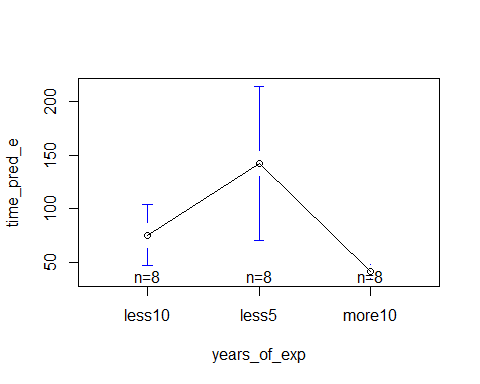 200
150
100
50
time_pred_e
n=8 n=8 n=8
less10 less5 more10
years_of_exp